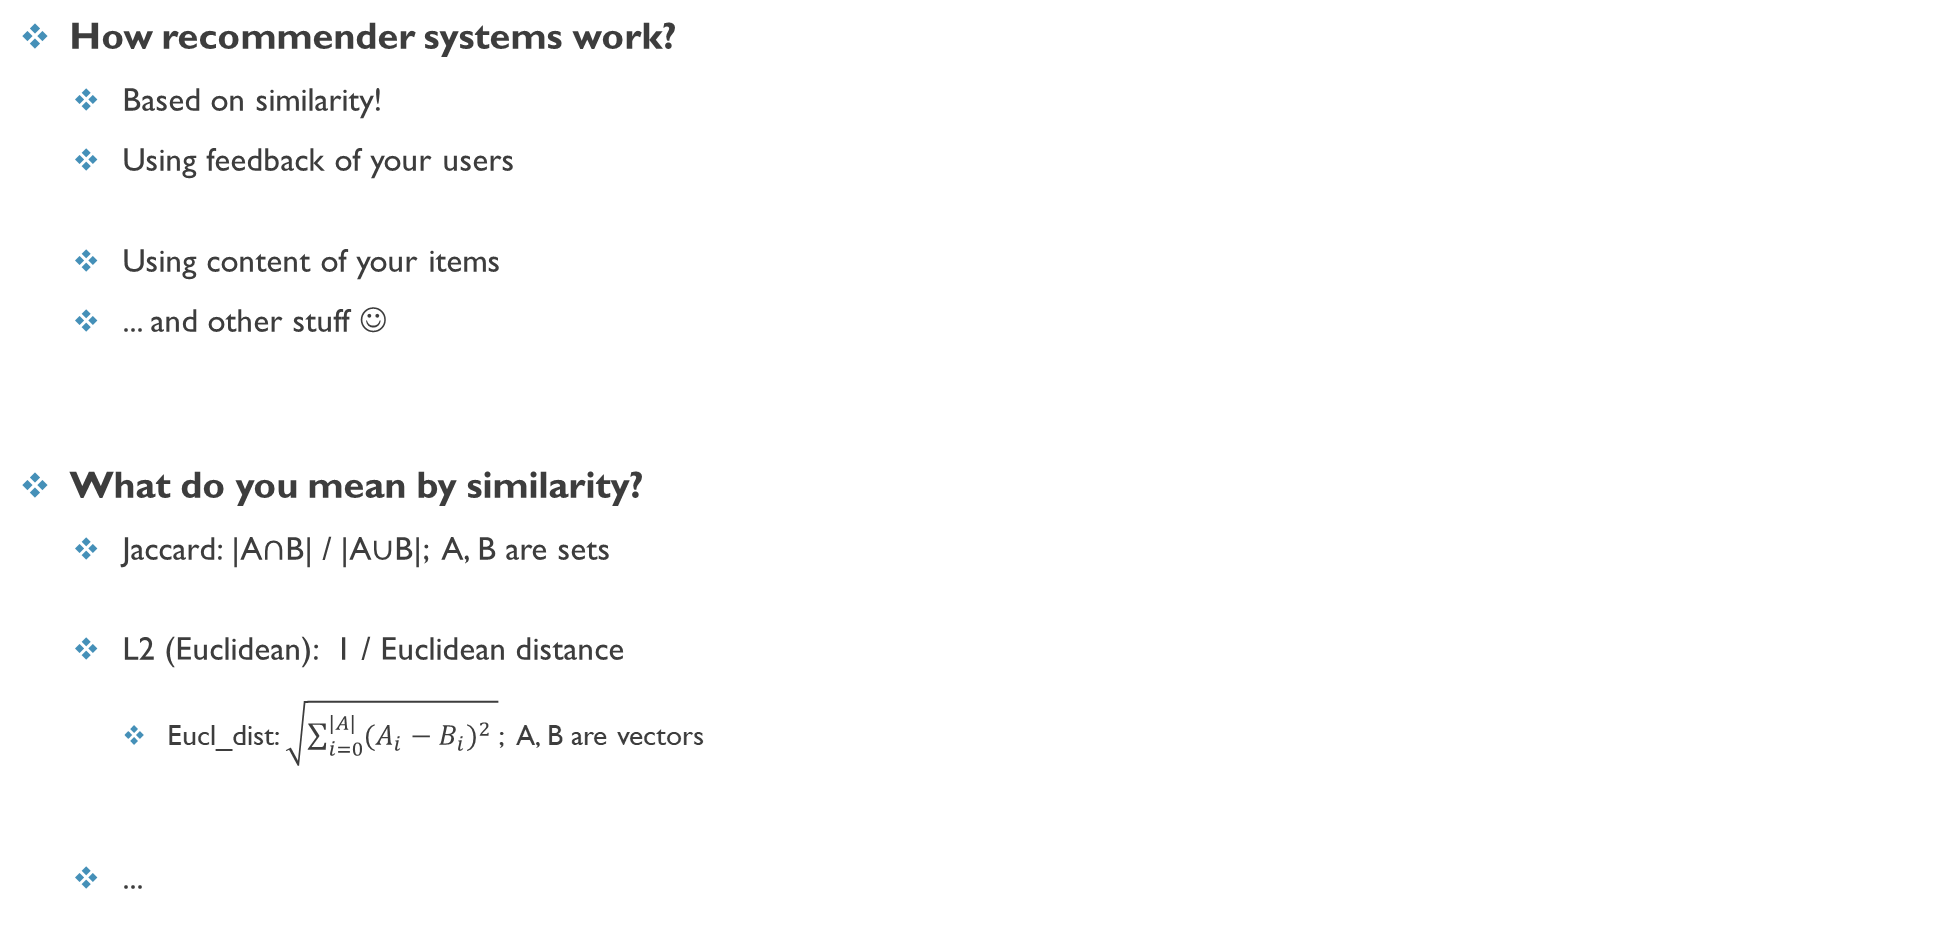 ❖ How recommender systems work?
❖ Based on similarity!
❖ Using feedback of your users
❖ Using content of your items
❖ ... and other stuff ☺
❖ What do you mean by similarity?
❖ Jaccard: |A∩B| / |A∪B|; A, B are sets
❖ L2 (Euclidean): 1 / Euclidean distance
❖ Eucl_dist: √(∑_{i=0}^{|A|}(A_i − B_i)²) ; A, B are vectors
❖ ...